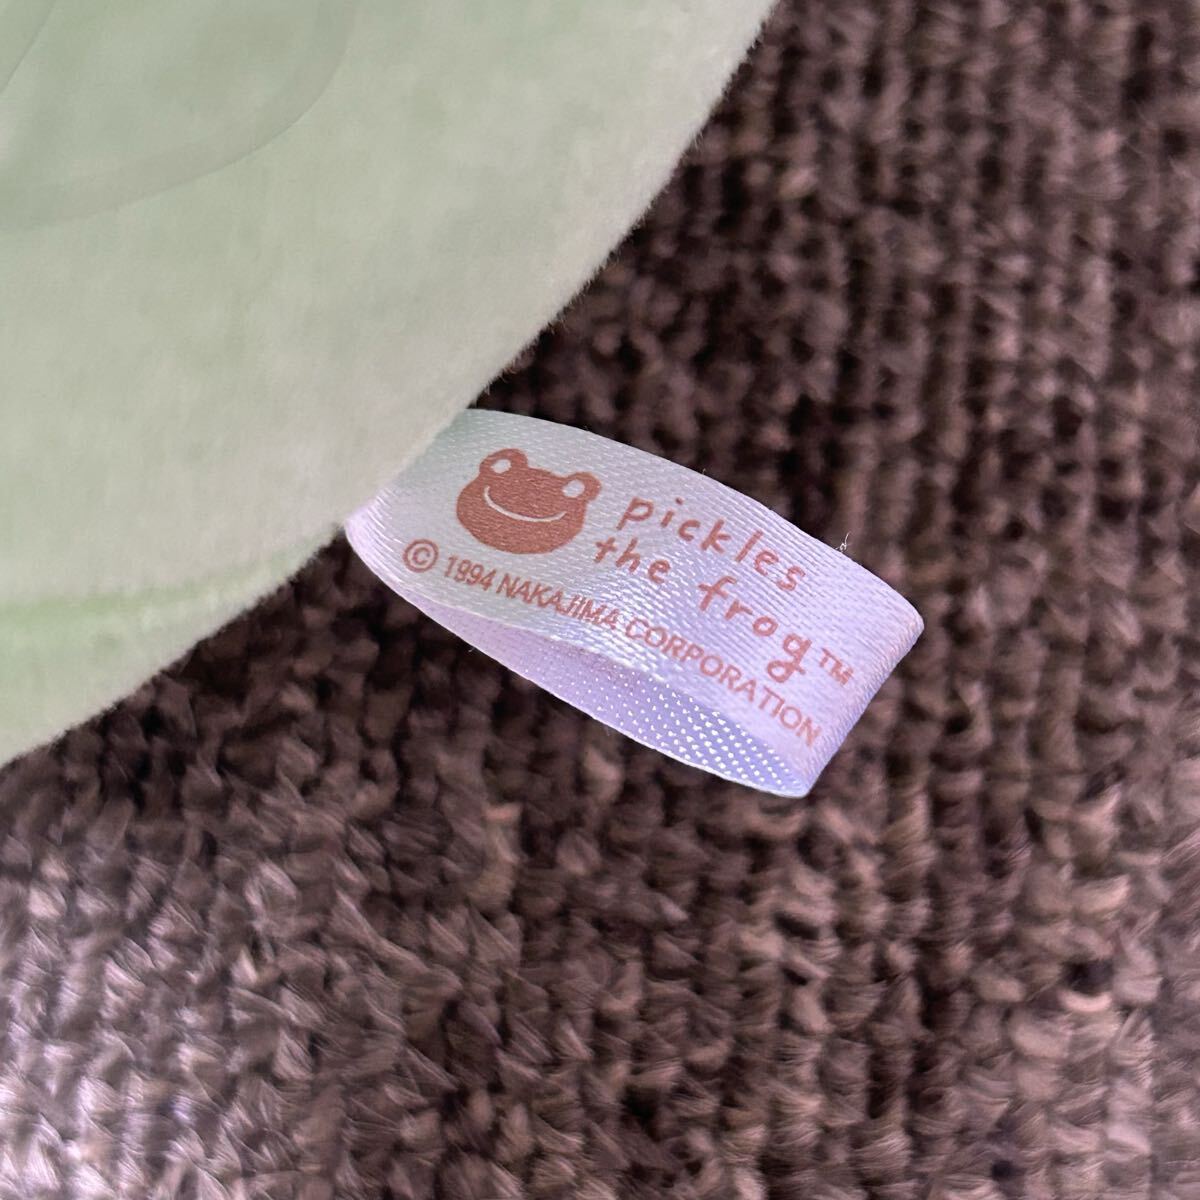 pickles
the frog™
© 1994 NAKAJIMA CORPORATION